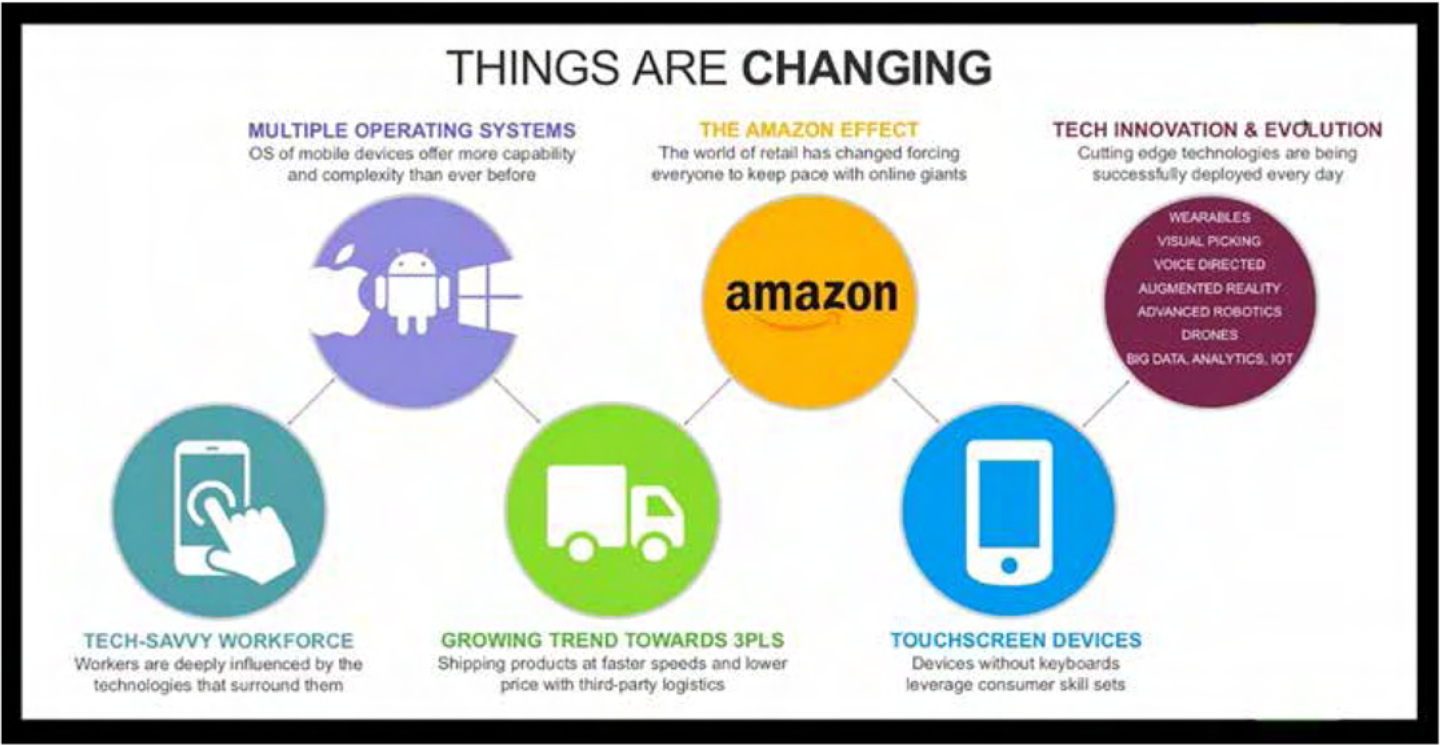 THINGS ARE CHANGING
MULTIPLE OPERATING SYSTEMS
OS of mobile devices offer more capability
and complexity than ever before
THE AMAZON EFFECT
The world of retail has changed forcing
everyone to keep pace with online giants
TECH INNOVATION & EVOLUTION
Cutting edge technologies are being
successfully deployed every day
amazon
WEARABLES
VISUAL PICKING
VOICE DIRECTED
AUGMENTED REALITY
ADVANCED ROBOTICS
DRONES
BIG DATA, ANALYTICS, IOT
TECH-SAVVY WORKFORCE
Workers are deeply influenced by the
technologies that surround them
GROWING TREND TOWARDS 3PLS
Shipping products at faster speeds and lower
price with third-party logistics
TOUCHSCREEN DEVICES
Devices without keyboards
leverage consumer skill sets